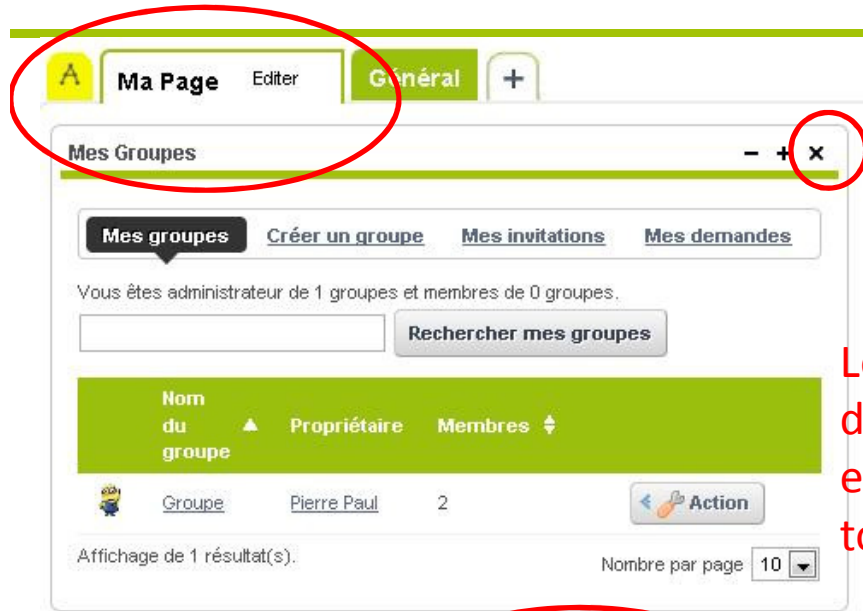 A Ma Page Editer Général +
Mes Groupes − + ×
Mes groupes Créer un groupe Mes invitations Mes demandes
Vous êtes administrateur de 1 groupes et membres de 0 groupes.
Rechercher mes groupes
Nom
du
groupe
Propriétaire Membres
Groupe Pierre Paul 2 Action
Affichage de 1 résultat(s).
Nombre par page 10